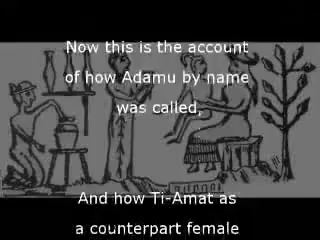 Now this is the account
of how Adamu by name
was called,
And how Ti-Amat as
a counterpart female